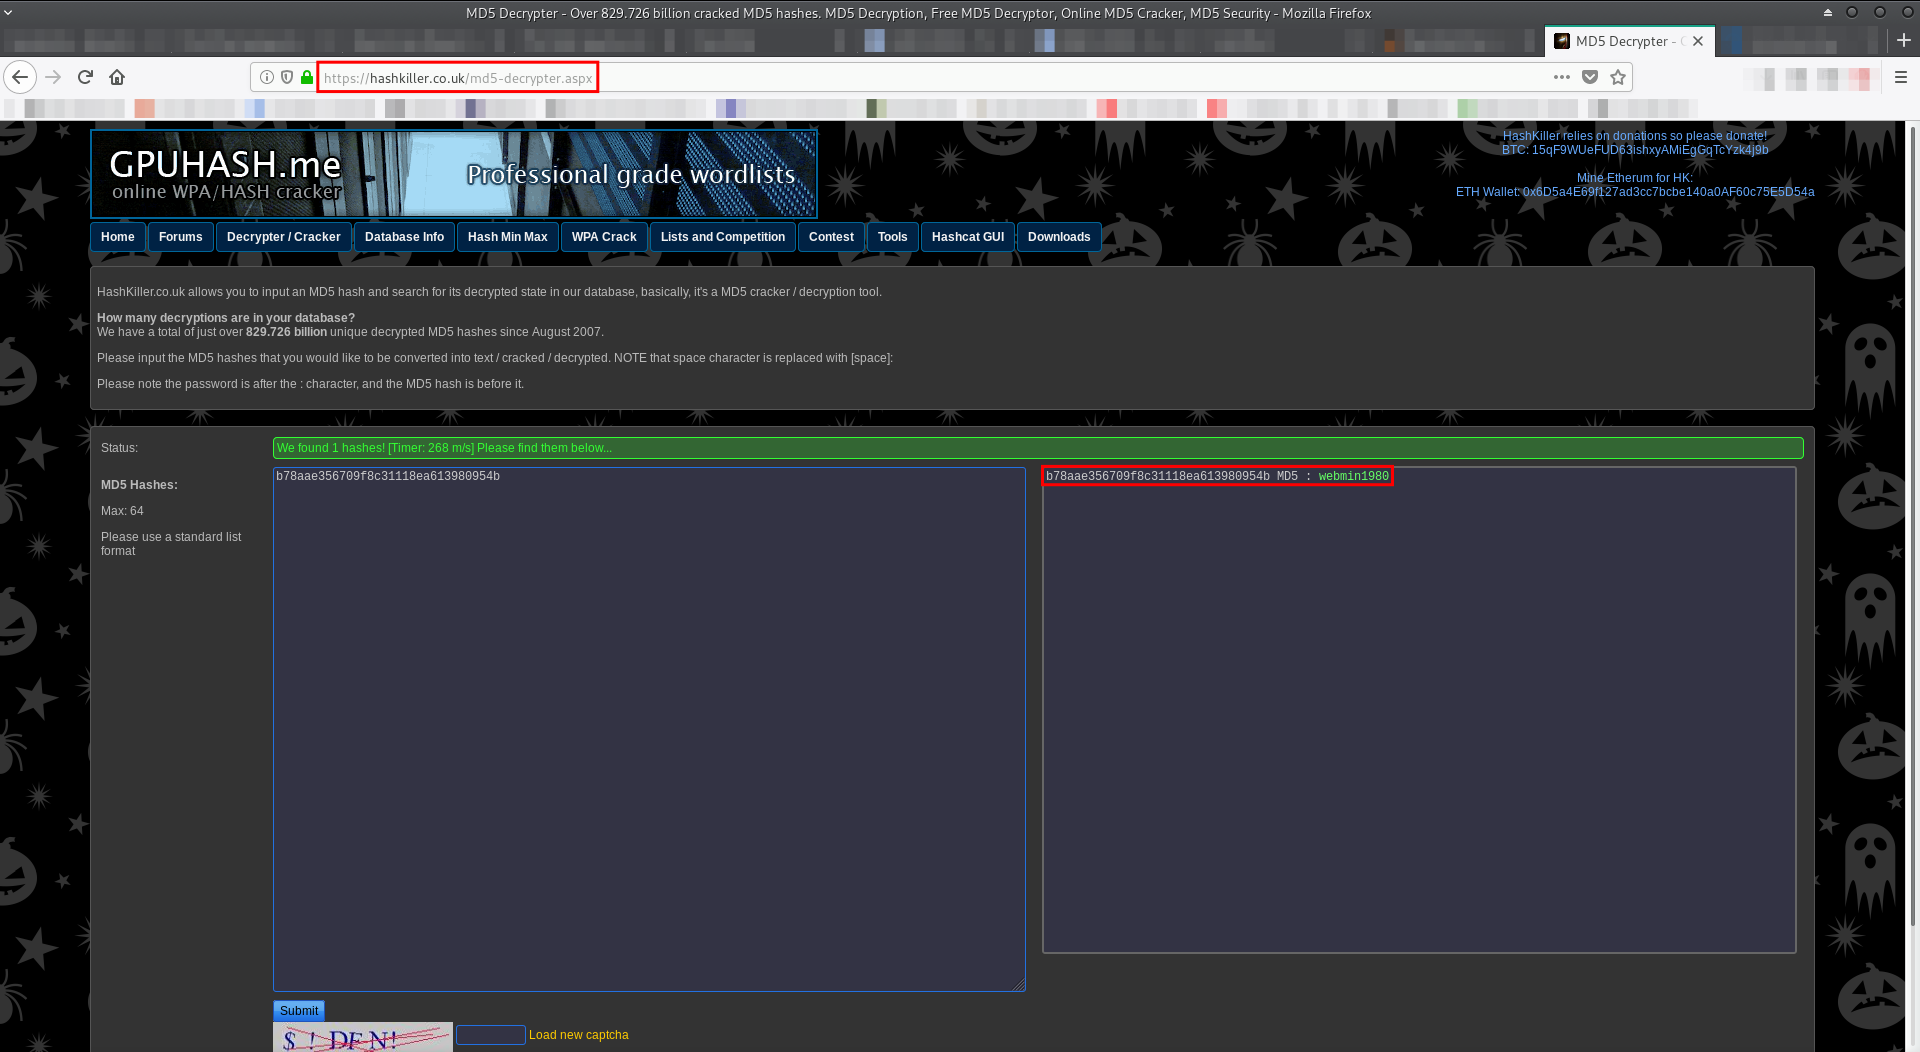 MD5 Decrypter - Over 829.726 billion cracked MD5 hashes. MD5 Decryption, Free MD5 Decryptor, Online MD5 Cracker, MD5 Security - Mozilla Firefox
MD5 Decrypter -
https://hashkiller.co.uk/md5-decrypter.aspx
GPUHASH.me
online WPA/HASH cracker
Professional grade wordlists
HashKiller relies on donations so please donate!
BTC: 15qF9WUeFUD63ishxyAMiEgGqTcYzk4j9b
Mine Etherum for HK:
ETH Wallet: 0x6D5a4E69f127ad3cc7bcbe140a0AF60c75E5D54a
Home Forums Decrypter / Cracker Database Info Hash Min Max WPA Crack Lists and Competition Contest Tools Hashcat GUI Downloads
HashKiller.co.uk allows you to input an MD5 hash and search for its decrypted state in our database, basically, it's a MD5 cracker / decryption tool.
How many decryptions are in your database?
We have a total of just over 829.726 billion unique decrypted MD5 hashes since August 2007.
Please input the MD5 hashes that you would like to be converted into text / cracked / decrypted. NOTE that space character is replaced with [space]:
Please note the password is after the : character, and the MD5 hash is before it.
Status:
We found 1 hashes! [Timer: 268 m/s] Please find them below...
MD5 Hashes:
Max: 64
Please use a standard list
format
b78aae356709f8c31118ea613980954b
b78aae356709f8c31118ea613980954b MD5 : webmin1980
Submit
$ ! DF N!
Load new captcha